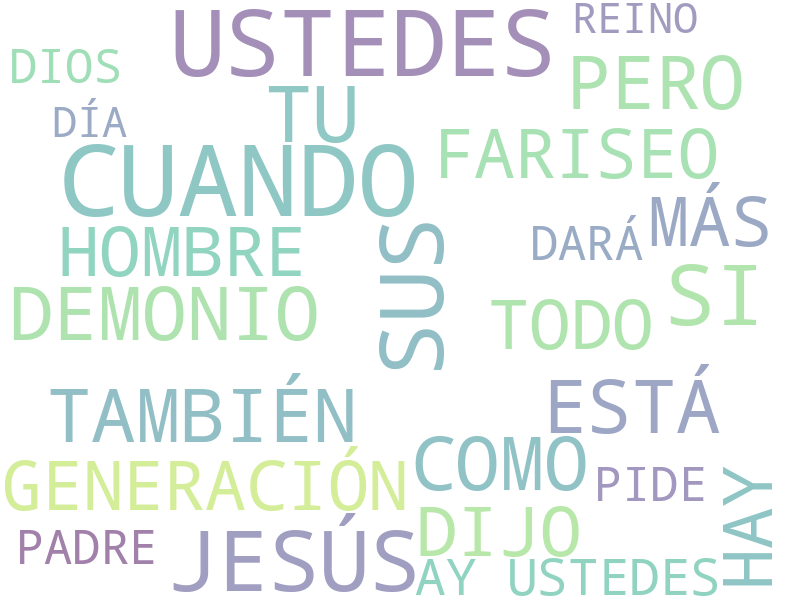 USTEDES
REINO
DIOS
PERO
TU
DÍA
FARISEO
CUANDO
MÁS
DARÁ
HOMBRE
SUS
SI
DEMONIO
TODO
TAMBIÉN
ESTÁ
COMO
GENERACIÓN
PIDE
HAY
DIJO
PADRE
JESÚS
AY USTEDES